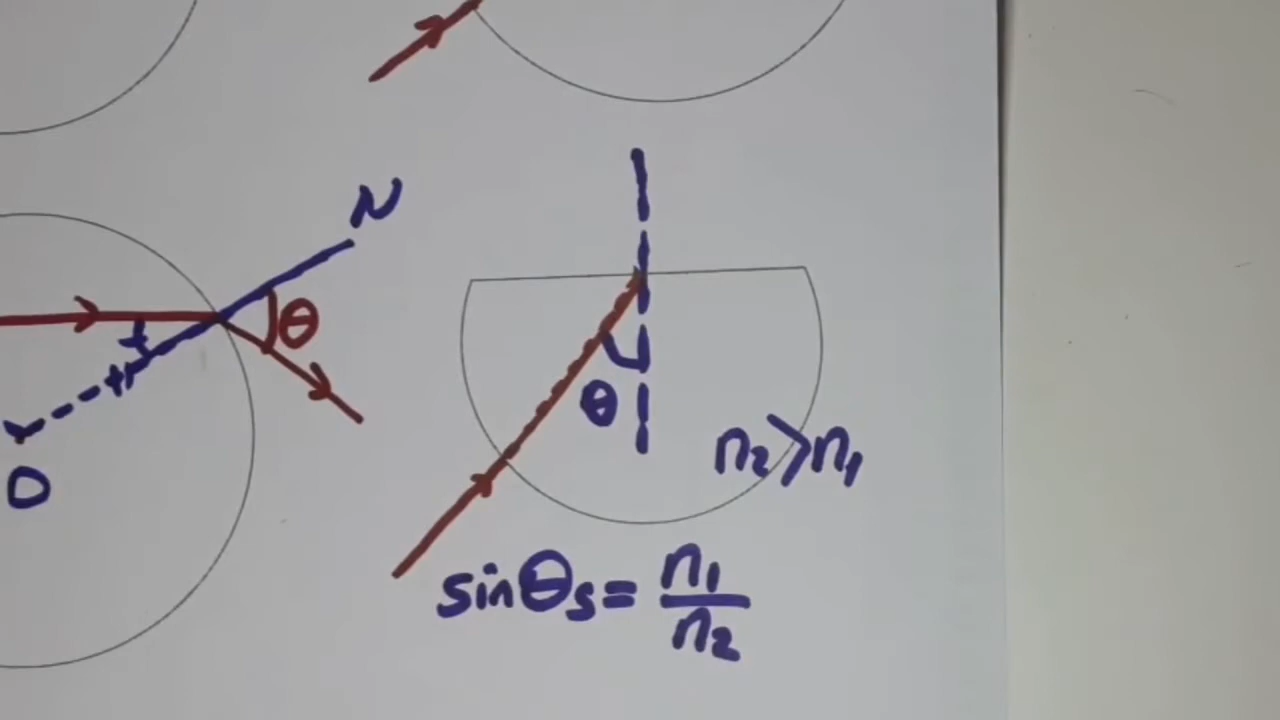 N
θ
O
θ
n₂>n₁
sinθs = n₁/n₂